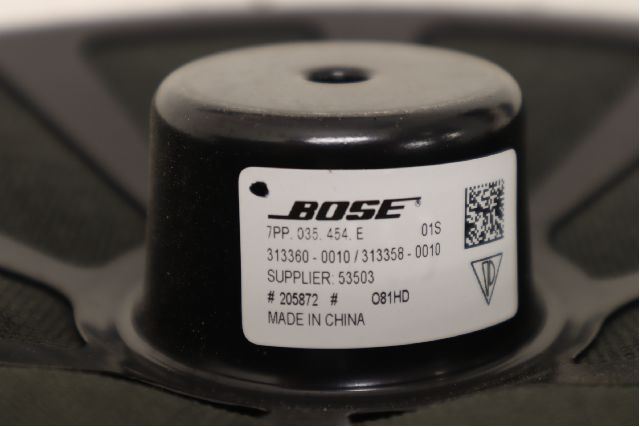 BOSE®
7PP. 035. 454. E 01S
313360 - 0010 / 313358 - 0010
SUPPLIER: 53503
# 205872 # O81HD
MADE IN CHINA